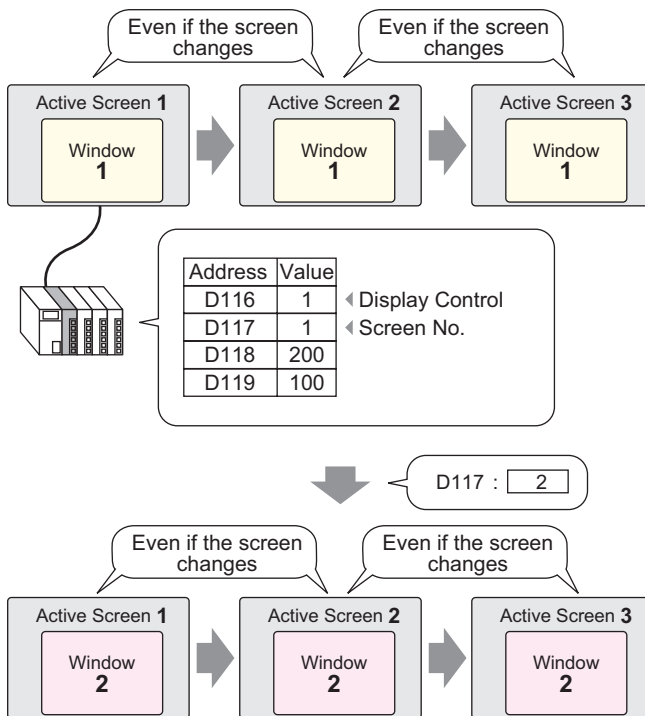 Even if the screen
changes
Even if the screen
changes
Active Screen 1
Active Screen 2
Active Screen 3
Window
1
Window
1
Window
1
Address Value
D116 1 Display Control
D117 1 Screen No.
D118 200
D119 100
D117 : 2
Even if the screen
changes
Even if the screen
changes
Active Screen 1
Active Screen 2
Active Screen 3
Window
2
Window
2
Window
2